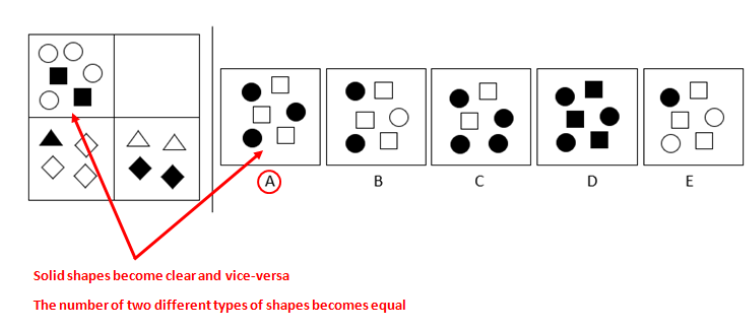 A
B
C
D
E
Solid shapes become clear and vice-versa
The number of two different types of shapes becomes equal